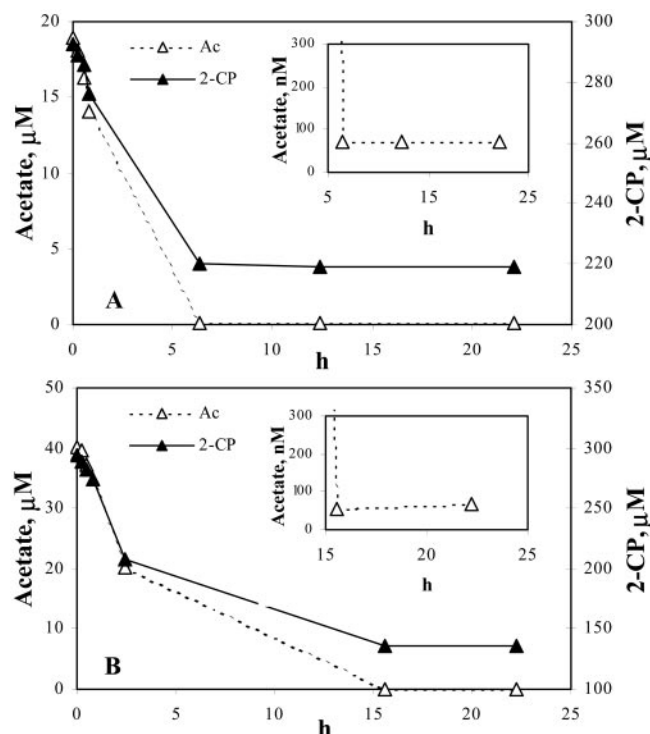 20
15
10
5
0
Acetate, μM
300
280
260
240
220
200
2-CP, μM
Ac
2-CP
300
200
100
0
Acetate, nM
5 15 25
h
A
0 5 10 15 20 25
h
50
40
30
20
10
0
Acetate, μM
350
300
250
200
150
100
2-CP, μM
Ac
2-CP
300
200
100
0
Acetate, nM
15 20 25
h
B
0 5 10 15 20 25
h